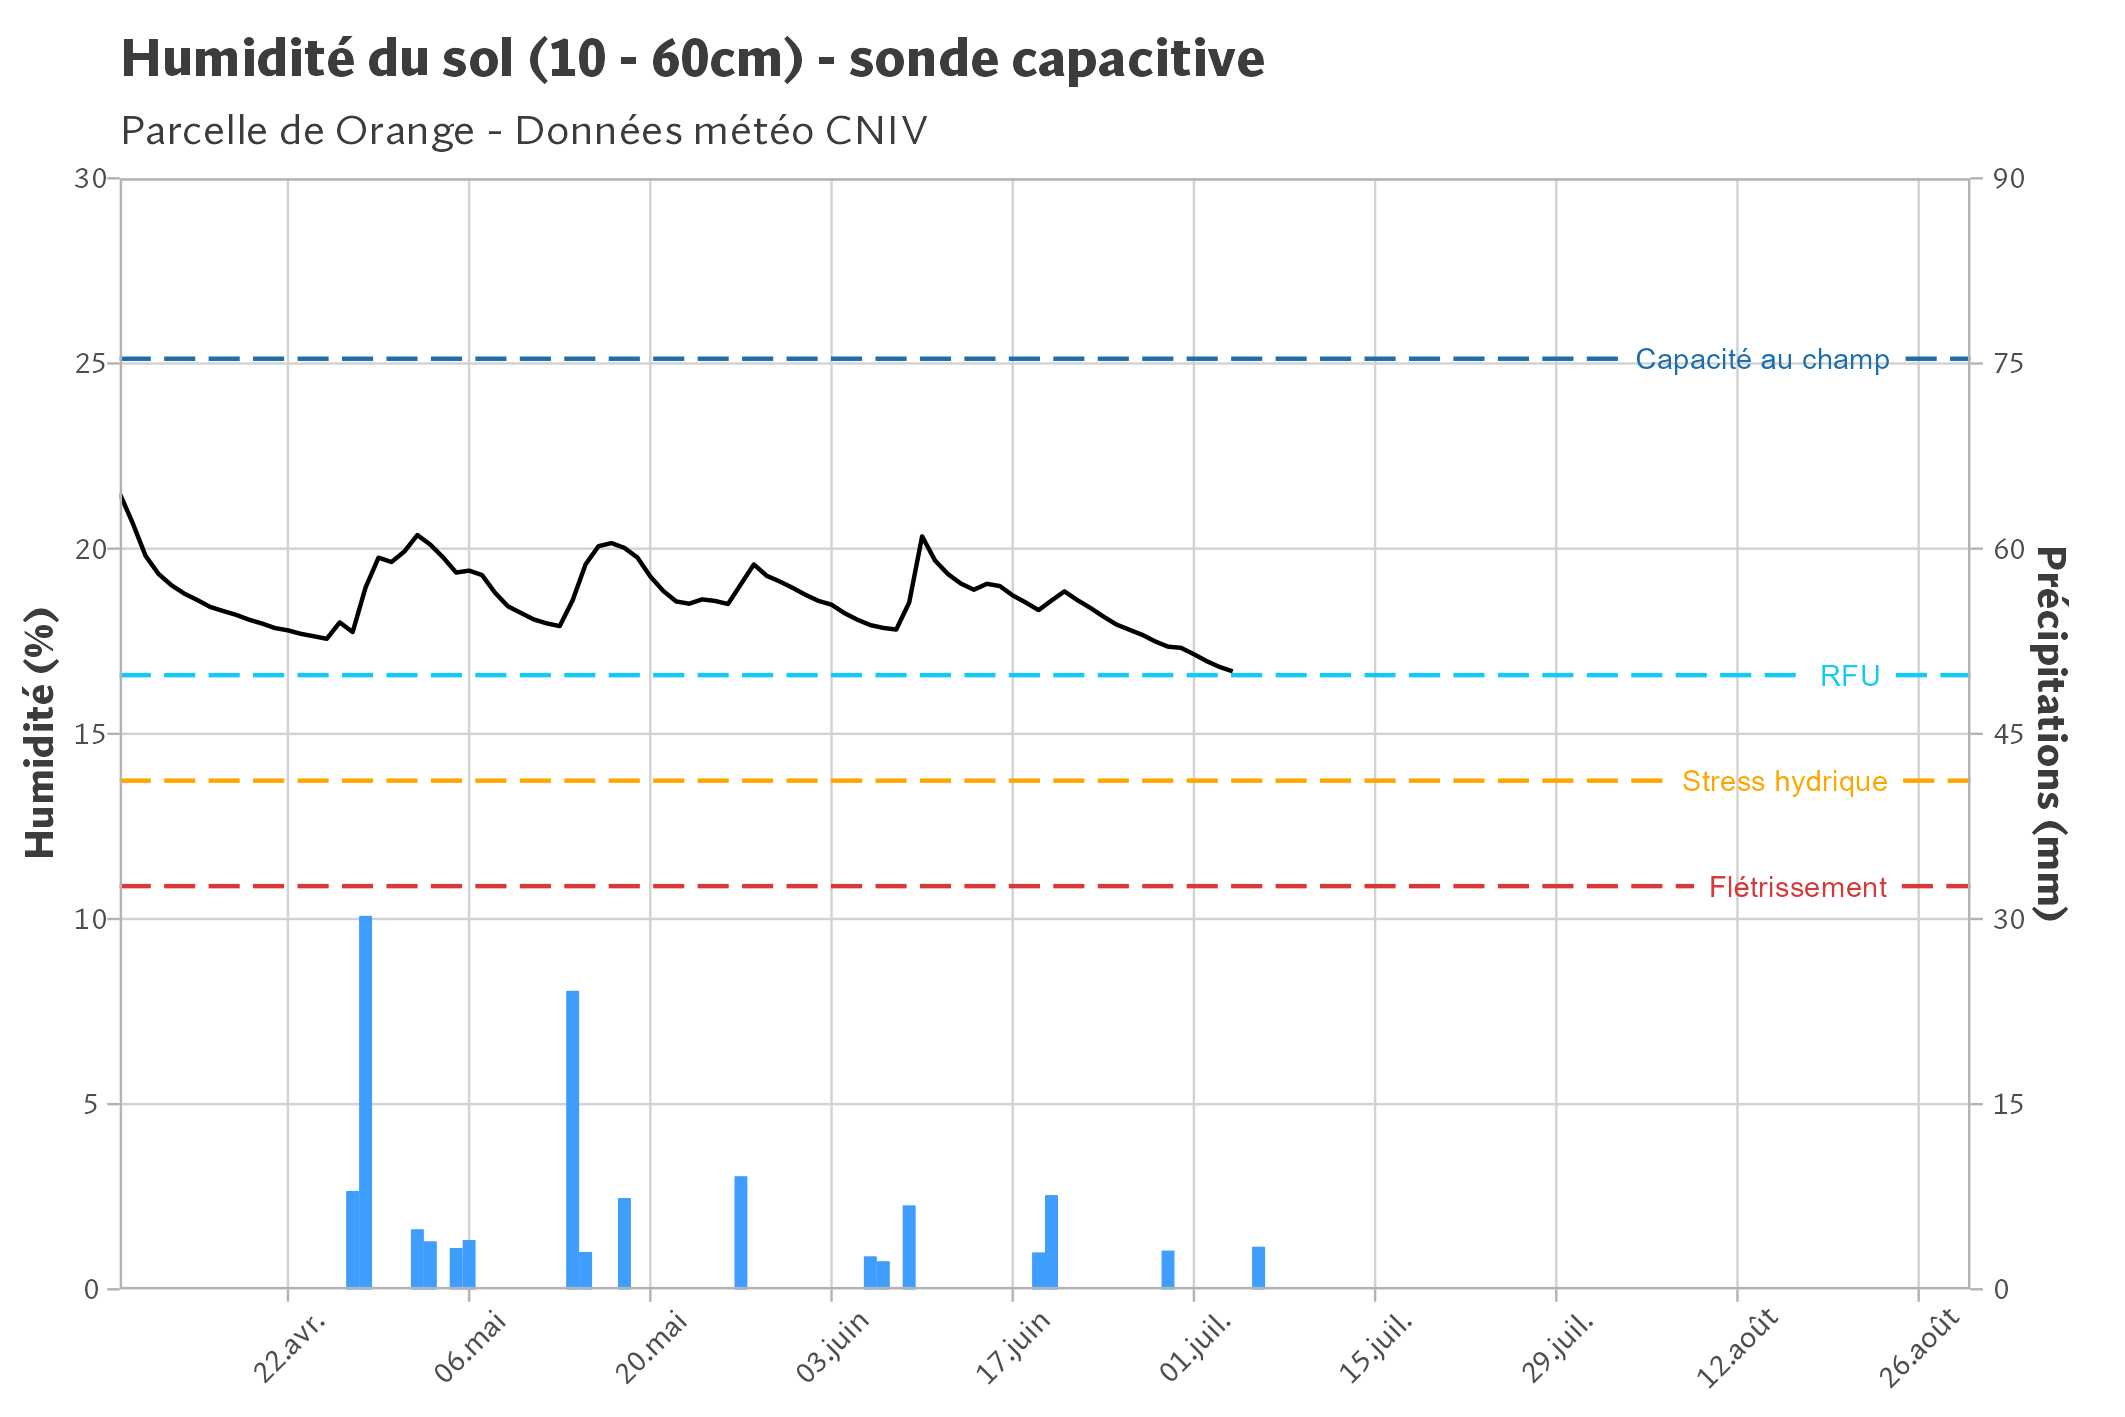 Humidité du sol (10 - 60cm) - sonde capacitive
Parcelle de Orange - Données météo CNIV
30
90
Capacité au champ
25
75
20
60
RFU
15
45
Stress hydrique
Flétrissement
10
30
5
15
0
0
Humidité (%)
Précipitations (mm)
22.avr.
06.mai
20.mai
03.juin
17.juin
01.juil.
15.juil.
29.juil.
12.août
26.août